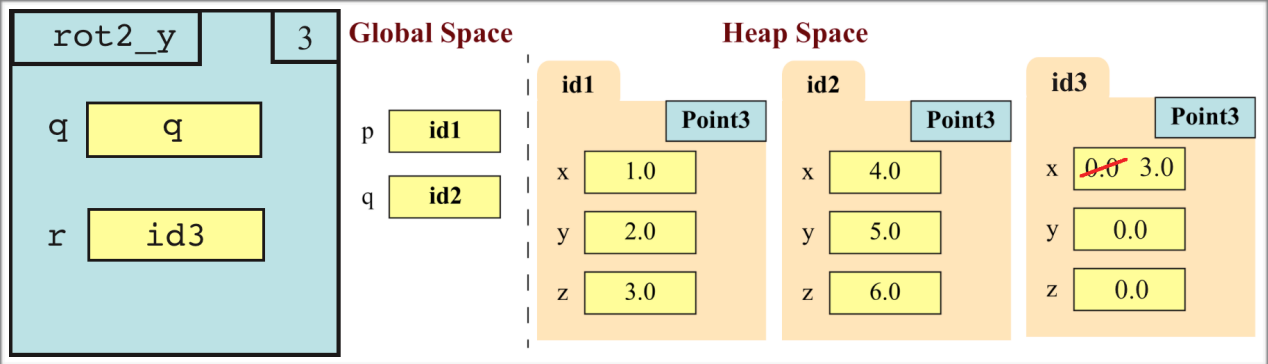 rot2_y 3
q q
r id3
Global Space
p id1
q id2
Heap Space
id1
Point3
x 1.0
y 2.0
z 3.0
id2
Point3
x 4.0
y 5.0
z 6.0
id3
Point3
x 0.0 3.0
y 0.0
z 0.0